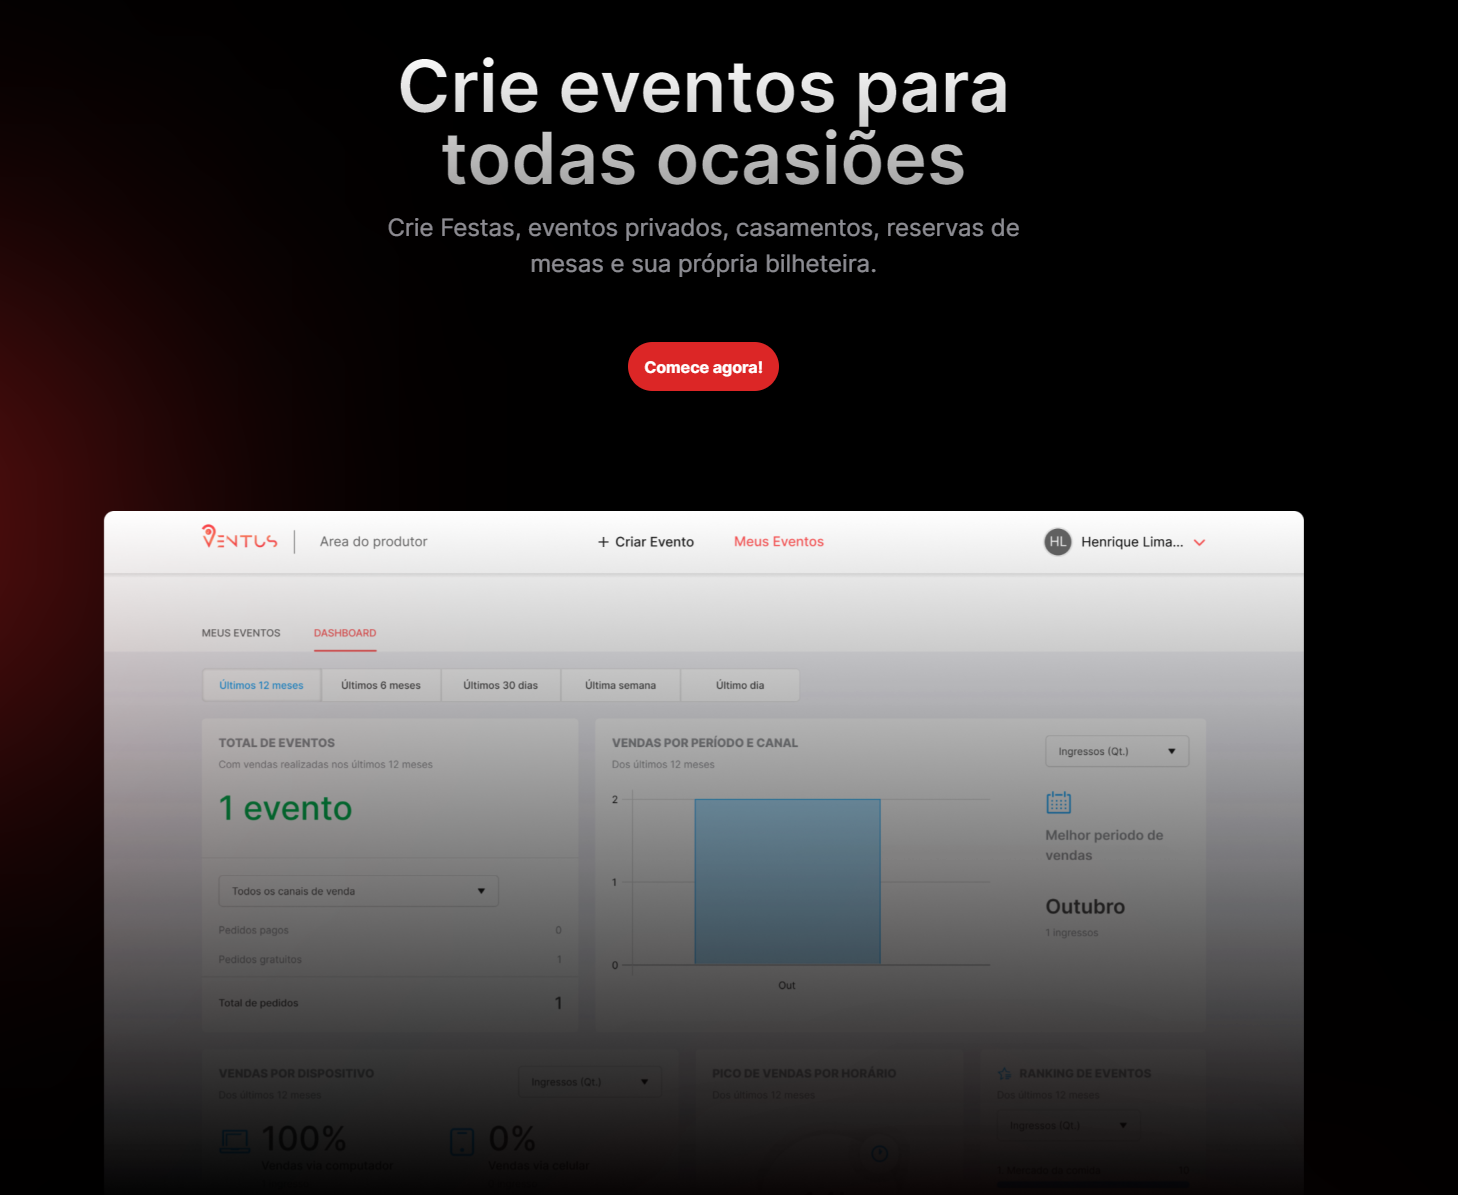 Crie eventos para
todas ocasiões
Crie Festas, eventos privados, casamentos, reservas de
mesas e sua própria bilheteira.
Comece agora!
VENTUS
Area do produtor
+ Criar Evento
Meus Eventos
HL
Henrique Lima...
MEUS EVENTOS
DASHBOARD
Últimos 12 meses
Últimos 6 meses
Últimos 30 dias
Última semana
Último dia
TOTAL DE EVENTOS
Com vendas realizadas nos últimos 12 meses
1 evento
Todos os canais de venda
Pedidos pagos 0
Pedidos gratuitos 1
Total de pedidos 1
VENDAS POR PERÍODO E CANAL
Dos últimos 12 meses
Ingressos (Qt.)
2
1
0
Out
Melhor periodo de
vendas
Outubro
1 ingressos
VENDAS POR DISPOSITIVO
Dos últimos 12 meses
Ingressos (Qt.)
100%
Vendas via computador
0%
Vendas via celular
PICO DE VENDAS POR HORÁRIO
Dos últimos 12 meses
RANKING DE EVENTOS
Dos últimos 12 meses
Ingressos (Qt.)